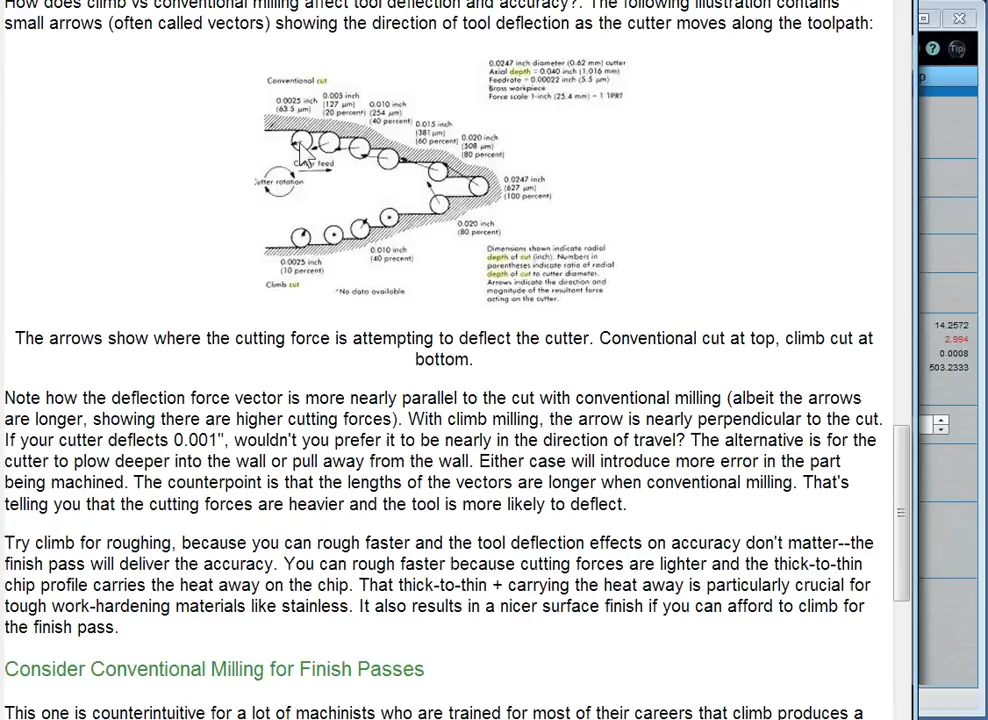 How does climb vs conventional milling affect tool deflection and accuracy?. The following illustration contains
small arrows (often called vectors) showing the direction of tool deflection as the cutter moves along the toolpath:
Conventional cut
0.0247 inch diameter (0.62 mm) cutter
Axial depth = 0.040 inch (1.016 mm)
Feedrate = 0.00022 inch (5.5 µm)
Brass workpiece
Force scale 1-inch (25.4 mm) = 1 1PRT
0.0025 inch
(63.5 µm)
0.005 inch
(127 µm)
(20 percent)
0.010 inch
(254 µm)
(40 percent)
0.015 inch
(381 µm)
(60 percent)
0.020 inch
(508 µm)
(80 percent)
0.0247 inch
(627 µm)
(100 percent)
feed
Cutter rotation
0.020 inch
(80 percent)
0.010 inch
(40 precent)
0.0025 inch
(10 percent)
Climb cut
*No data available
Dimensions shown indicate radial
depth of cut (inch). Numbers in
parentheses indicate ratio of radial
depth of cut to cutter diameter.
Arrows indicate the direction and
magnitude of the resultant force
acting on the cutter.
The arrows show where the cutting force is attempting to deflect the cutter. Conventional cut at top, climb cut at
bottom.
Note how the deflection force vector is more nearly parallel to the cut with conventional milling (albeit the arrows
are longer, showing there are higher cutting forces). With climb milling, the arrow is nearly perpendicular to the cut.
If your cutter deflects 0.001", wouldn't you prefer it to be nearly in the direction of travel? The alternative is for the
cutter to plow deeper into the wall or pull away from the wall. Either case will introduce more error in the part
being machined. The counterpoint is that the lengths of the vectors are longer when conventional milling. That's
telling you that the cutting forces are heavier and the tool is more likely to deflect.
Try climb for roughing, because you can rough faster and the tool deflection effects on accuracy don't matter--the
finish pass will deliver the accuracy. You can rough faster because cutting forces are lighter and the thick-to-thin
chip profile carries the heat away on the chip. That thick-to-thin + carrying the heat away is particularly crucial for
tough work-hardening materials like stainless. It also results in a nicer surface finish if you can afford to climb for
the finish pass.
Consider Conventional Milling for Finish Passes
This one is counterintuitive for a lot of machinists who are trained for most of their careers that climb produces a
?
Tip
p
14.2572
2.994
0.0008
503.2333